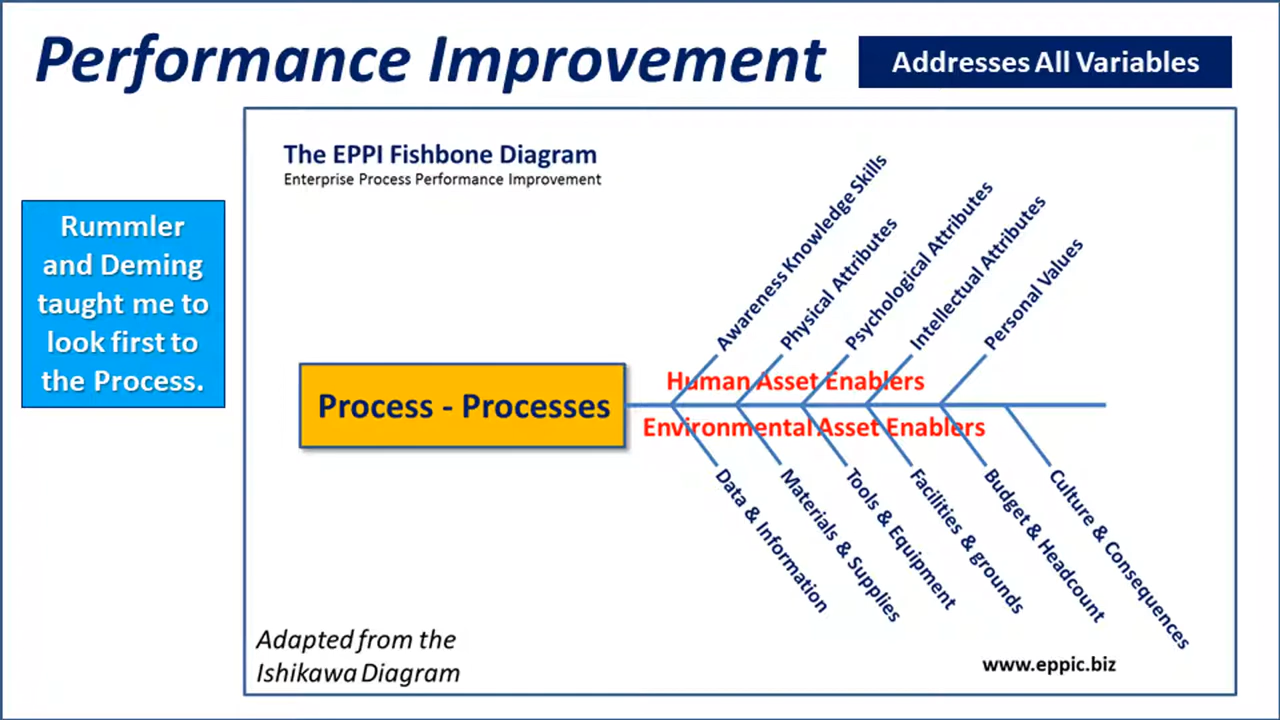 Performance Improvement
Addresses All Variables
The EPPI Fishbone Diagram
Enterprise Process Performance Improvement
Rummler
and Deming
taught me to
look first to
the Process.
Awareness Knowledge Skills
Physical Attributes
Psychological Attributes
Intellectual Attributes
Personal Values
Human Asset Enablers
Process - Processes
Environmental Asset Enablers
Data & Information
Materials & Supplies
Tools & Equipment
Facilities & grounds
Budget & Headcount
Culture & Consequences
Adapted from the
Ishikawa Diagram
www.eppic.biz